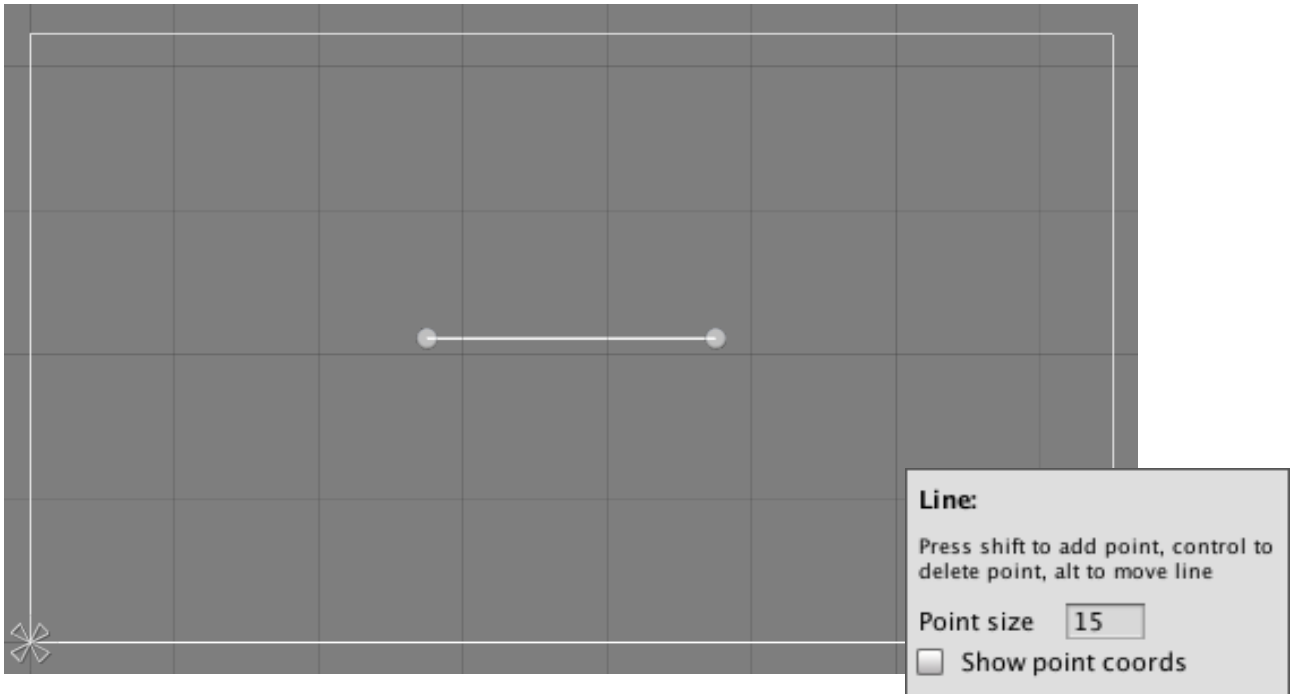 Line:
Press shift to add point, control to
delete point, alt to move line
Point size 15
Show point coords